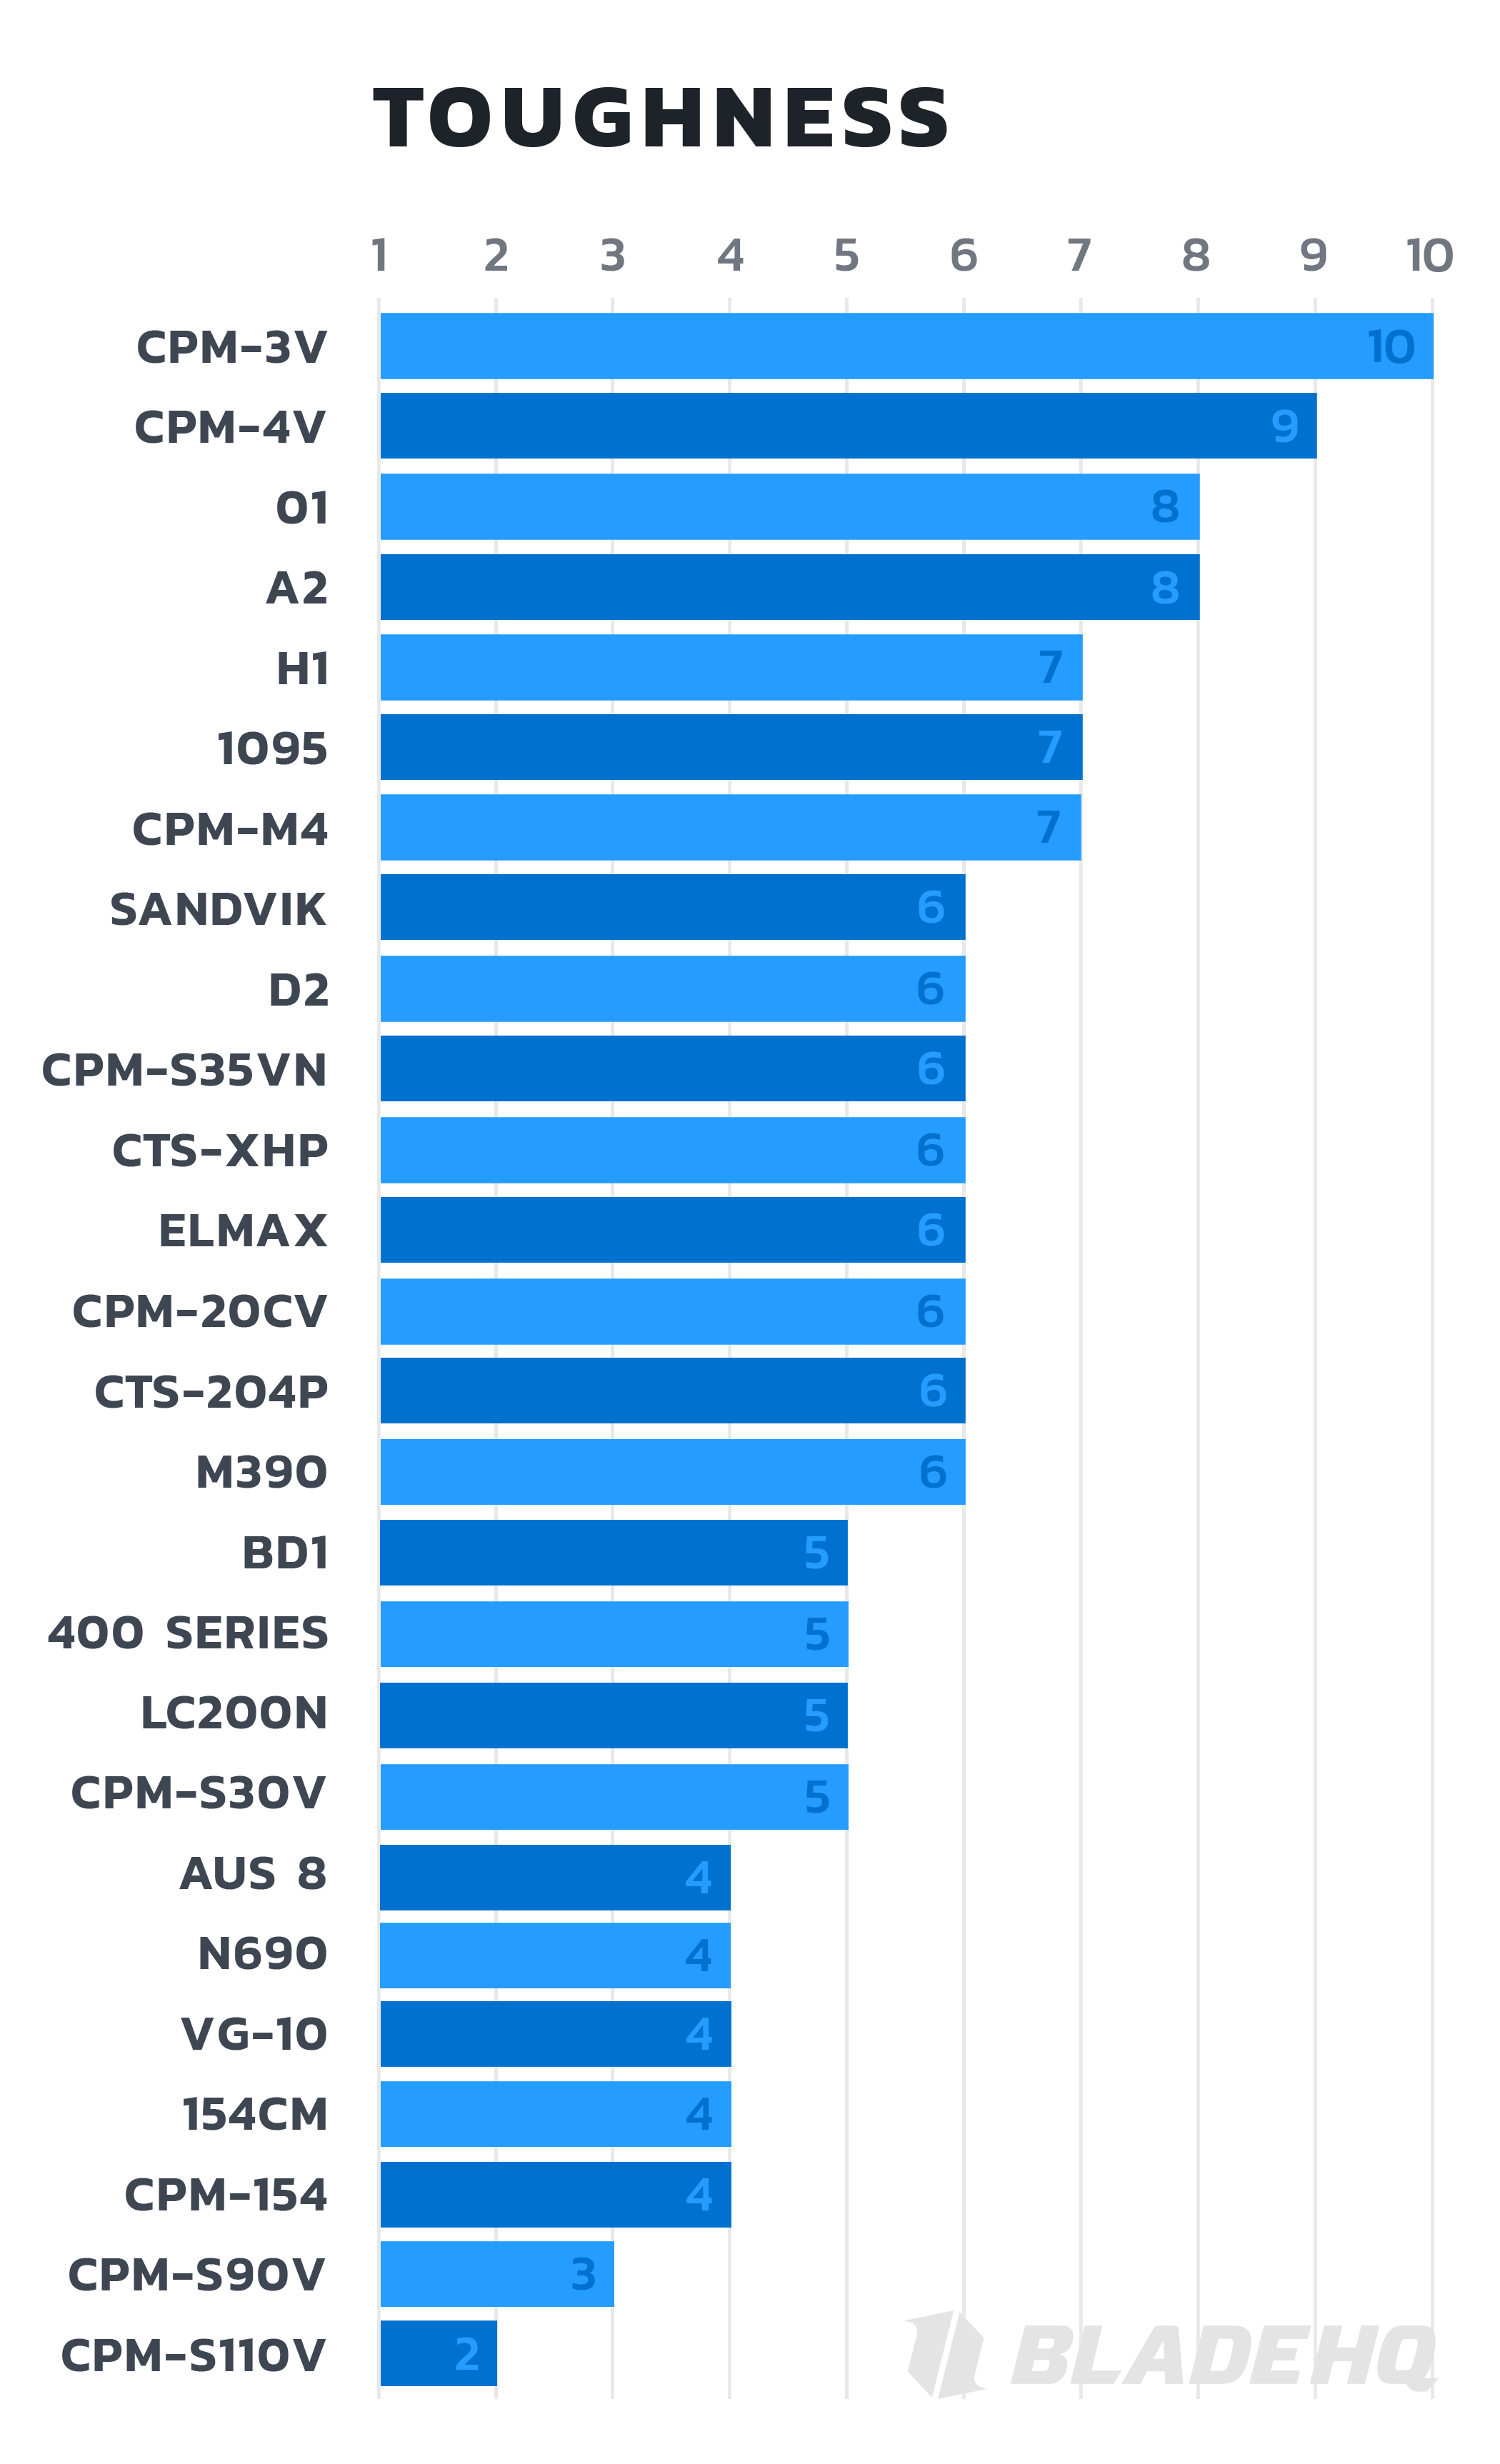 TOUGHNESS
1 2 3 4 5 6 7 8 9 10
CPM-3V 10
CPM-4V 9
O1 8
A2 8
H1 7
1095 7
CPM-M4 7
SANDVIK 6
D2 6
CPM-S35VN 6
CTS-XHP 6
ELMAX 6
CPM-20CV 6
CTS-204P 6
M390 6
BD1 5
400 SERIES 5
LC200N 5
CPM-S30V 5
AUS 8 4
N690 4
VG-10 4
154CM 4
CPM-154 4
CPM-S90V 3
CPM-S110V 2
BLADEHQ